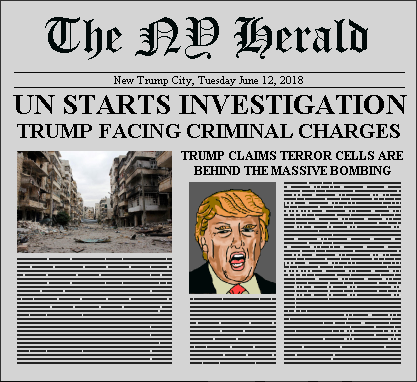 The NY Herald
New Trump City, Tuesday June 12, 2018
UN STARTS INVESTIGATION
TRUMP FACING CRIMINAL CHARGES
TRUMP CLAIMS TERROR CELLS ARE
BEHIND THE MASSIVE BOMBING